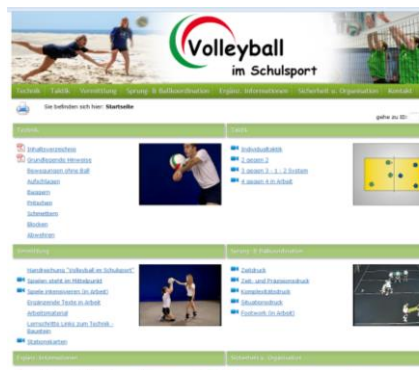 Volleyball
im Schulsport
Technik Taktik Vermittlung Sprung- & Ballkoordination Ergänz. Informationen Sicherheit u. Organisation Kontakt
Sie befinden sich hier: Startseite
gehe zu ID:
Technik
Inhaltsverzeichnis
Grundlegende Hinweise
Bewegungen ohne Ball
Aufschlagen
Baggern
Pritschen
Schmettern
Blocken
Abwehren
Taktik
Individualtaktik
2 gegen 2
3 gegen 3 - 1 - 2 System
4 gegen 4 in Arbeit
Vermittlung
Handreichung "Volleyball im Schulsport"
Spielen steht im Mittelpunkt
Spiele intensivieren (in Arbeit)
Ergänzende Texte in Arbeit
Arbeitsmaterial
Lernschritte Links zum Technik -
Baustein
Stationskarten
Sprung- & Ballkoordination
Zeitdruck
Zeit- und Präzisionsdruck
Komplexitätsdruck
Situationsdruck
Footwork (in Arbeit)
Ergänz. Informationen
Sicherheit u. Organisation